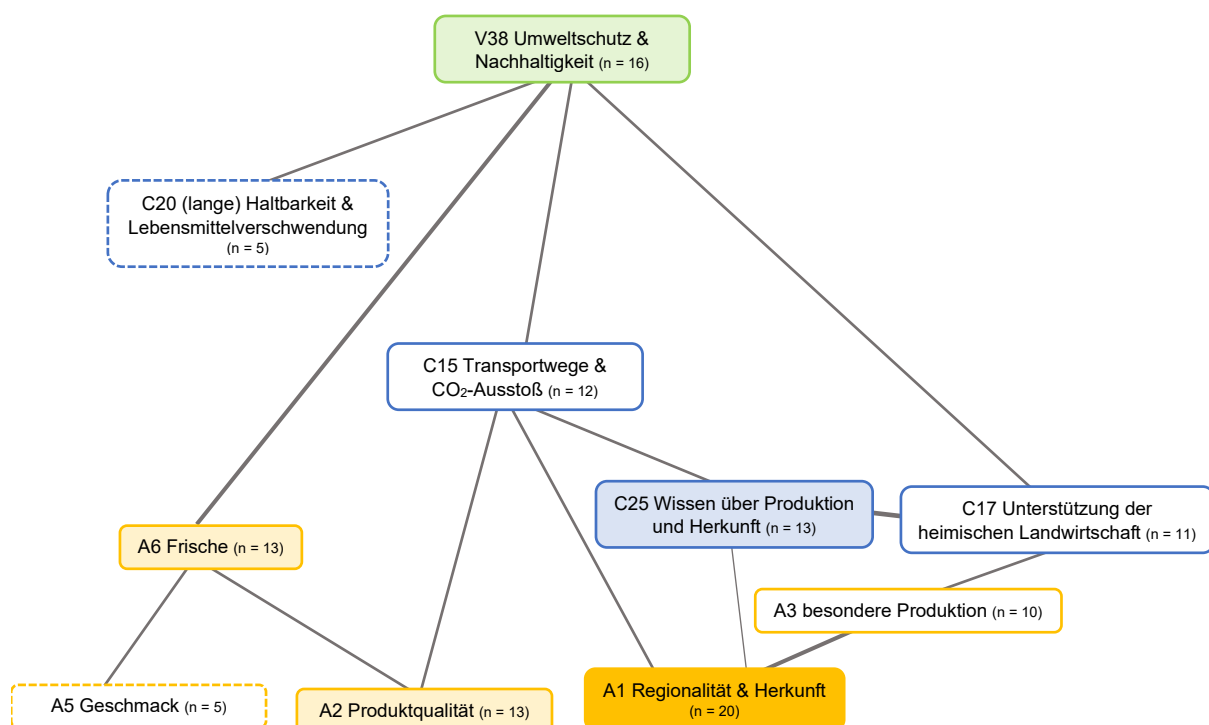 V38 Umweltschutz &
Nachhaltigkeit (n = 16)
C20 (lange) Haltbarkeit &
Lebensmittelverschwendung
(n = 5)
C15 Transportwege &
CO₂-Ausstoß (n = 12)
C25 Wissen über Produktion
und Herkunft (n = 13)
C17 Unterstützung der
heimischen Landwirtschaft (n = 11)
A6 Frische (n = 13)
A3 besondere Produktion (n = 10)
A5 Geschmack (n = 5)
A2 Produktqualität (n = 13)
A1 Regionalität & Herkunft
(n = 20)